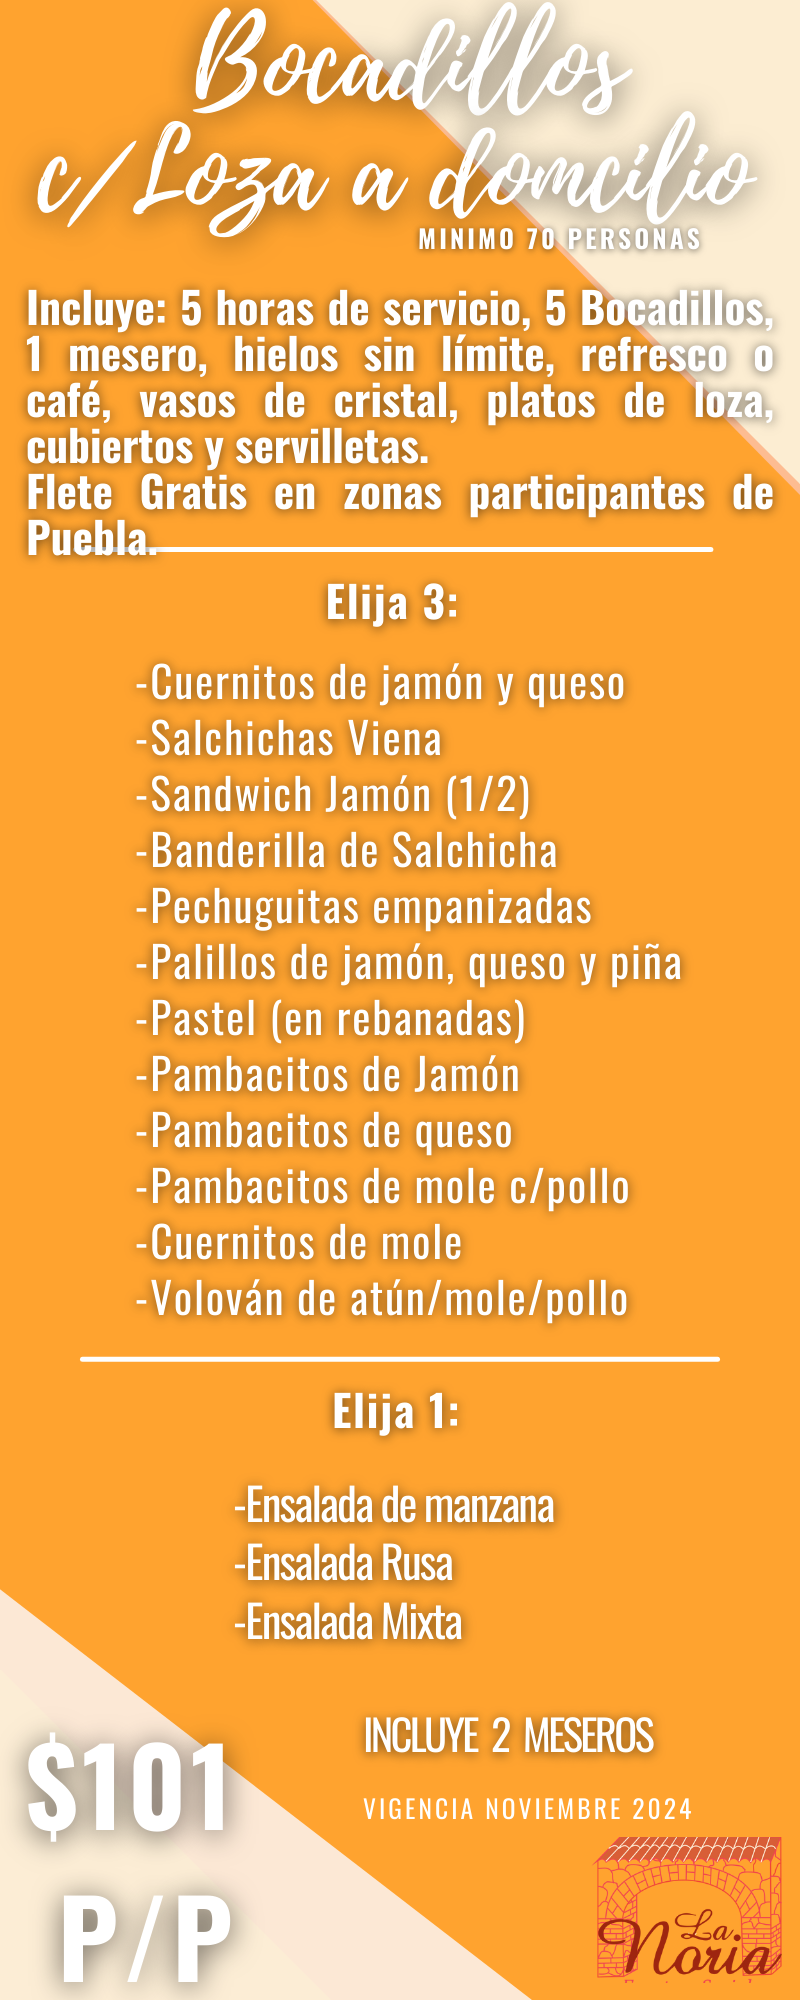 Bocadillos
c/Loza a domcilio
MINIMO 70 PERSONAS
Incluye: 5 horas de servicio, 5 Bocadillos,
1 mesero, hielos sin límite, refresco o
café, vasos de cristal, platos de loza,
cubiertos y servilletas.
Flete Gratis en zonas participantes de
Puebla.
Elija 3:
-Cuernitos de jamón y queso
-Salchichas Viena
-Sandwich Jamón (1/2)
-Banderilla de Salchicha
-Pechuguitas empanizadas
-Palillos de jamón, queso y piña
-Pastel (en rebanadas)
-Pambacitos de Jamón
-Pambacitos de queso
-Pambacitos de mole c/pollo
-Cuernitos de mole
-Volován de atún/mole/pollo
Elija 1:
-Ensalada de manzana
-Ensalada Rusa
-Ensalada Mixta
INCLUYE 2 MESEROS
VIGENCIA NOVIEMBRE 2024
$101
P/P
La
Noria